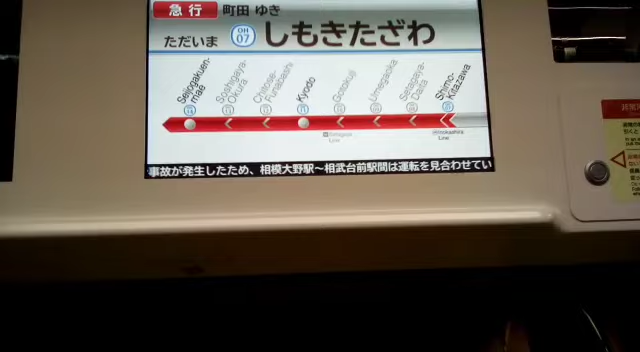 急行 町田 ゆき
ただいま OH 07 しもきたざわ
Seijogakuen-mae
Soshigaya-Okura
Chitose-Funabashi
Kyodo
Gotokuji
Umegaoka
Setagaya-Daita
Shimo-Kitazawa
事故が発生したため、相模大野駅〜相武台前駅間は運転を見合わせてい